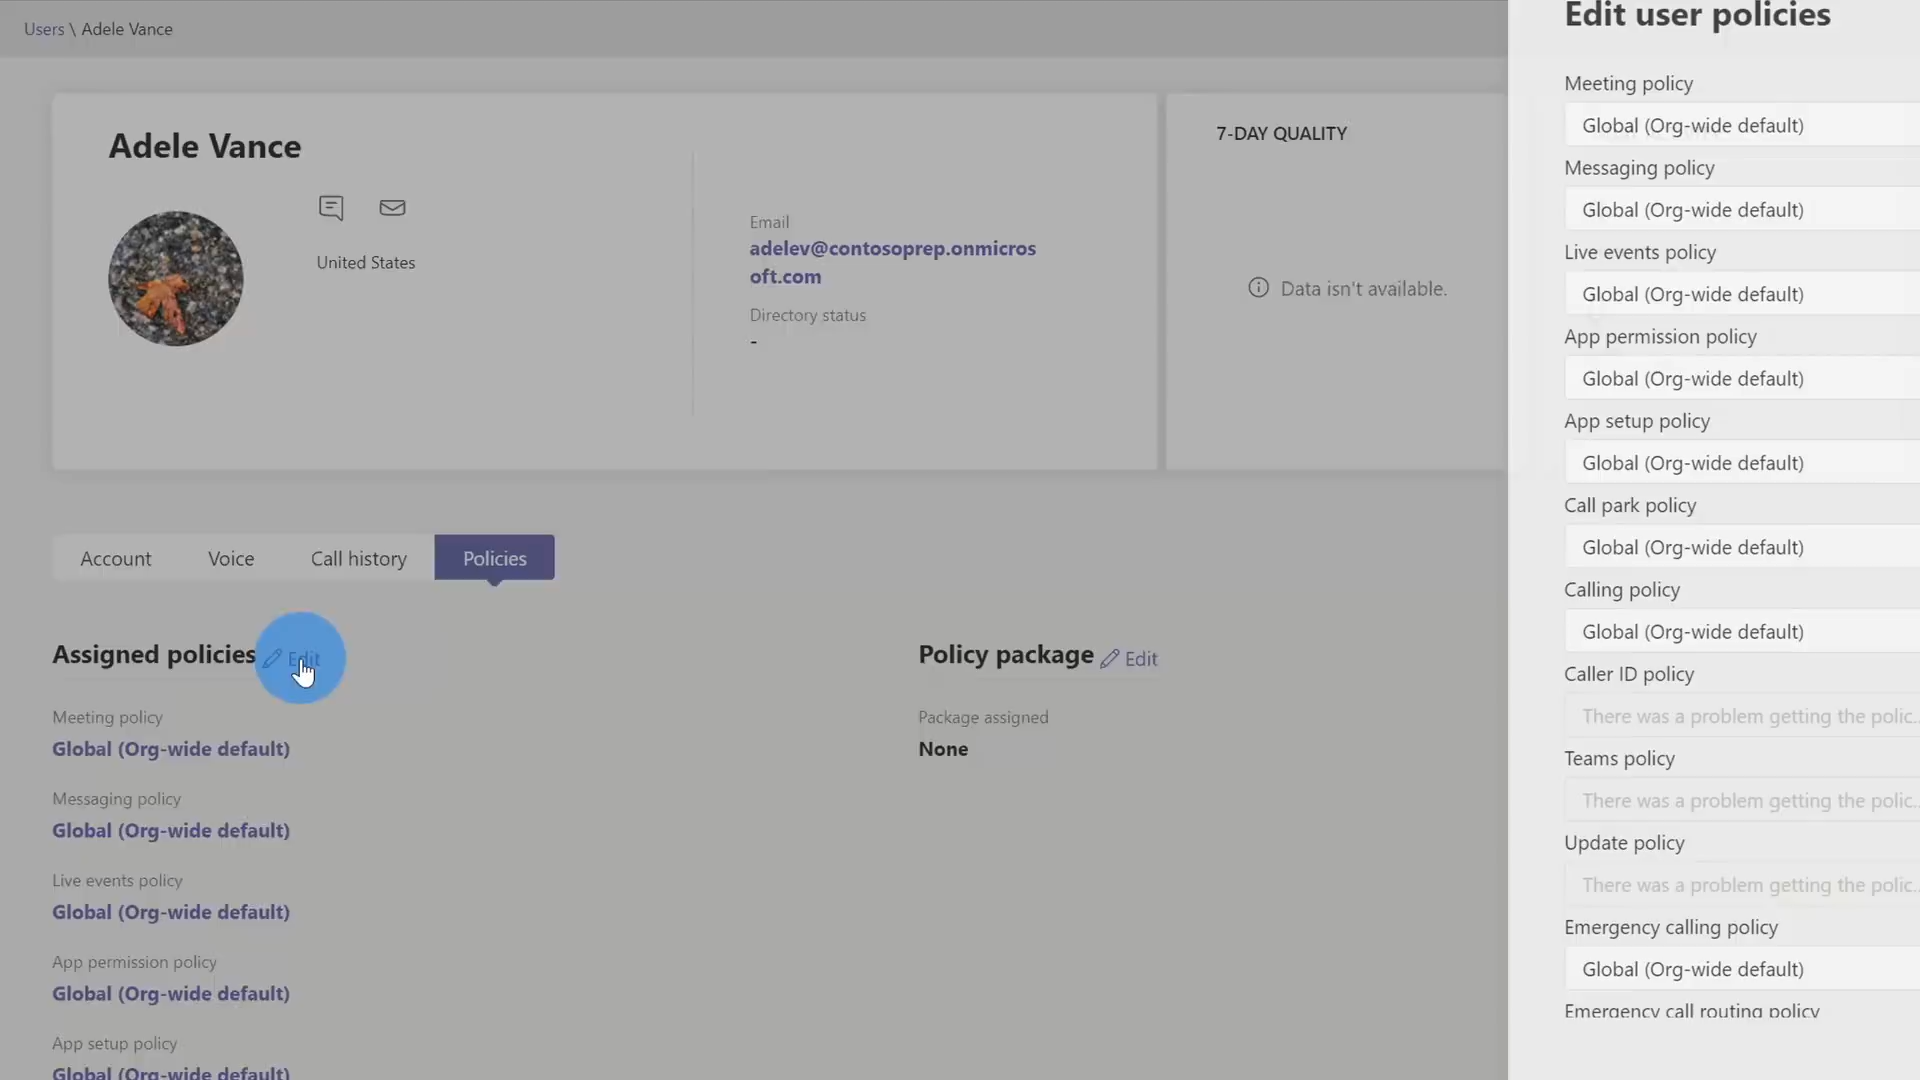 Users \ Adele Vance
Adele Vance
United States
Email
adelev@contosoprep.onmicros
oft.com
Directory status
-
7-DAY QUALITY
Data isn't available.
Account
Voice
Call history
Policies
Assigned policies
Edit
Meeting policy
Global (Org-wide default)
Messaging policy
Global (Org-wide default)
Live events policy
Global (Org-wide default)
App permission policy
Global (Org-wide default)
App setup policy
Global (Org-wide default)
Policy package
Edit
Package assigned
None
Edit user policies
Meeting policy
Global (Org-wide default)
Messaging policy
Global (Org-wide default)
Live events policy
Global (Org-wide default)
App permission policy
Global (Org-wide default)
App setup policy
Global (Org-wide default)
Call park policy
Global (Org-wide default)
Calling policy
Global (Org-wide default)
Caller ID policy
There was a problem getting the polic...
Teams policy
There was a problem getting the polic...
Update policy
There was a problem getting the polic...
Emergency calling policy
Global (Org-wide default)
Emergency call routing policy